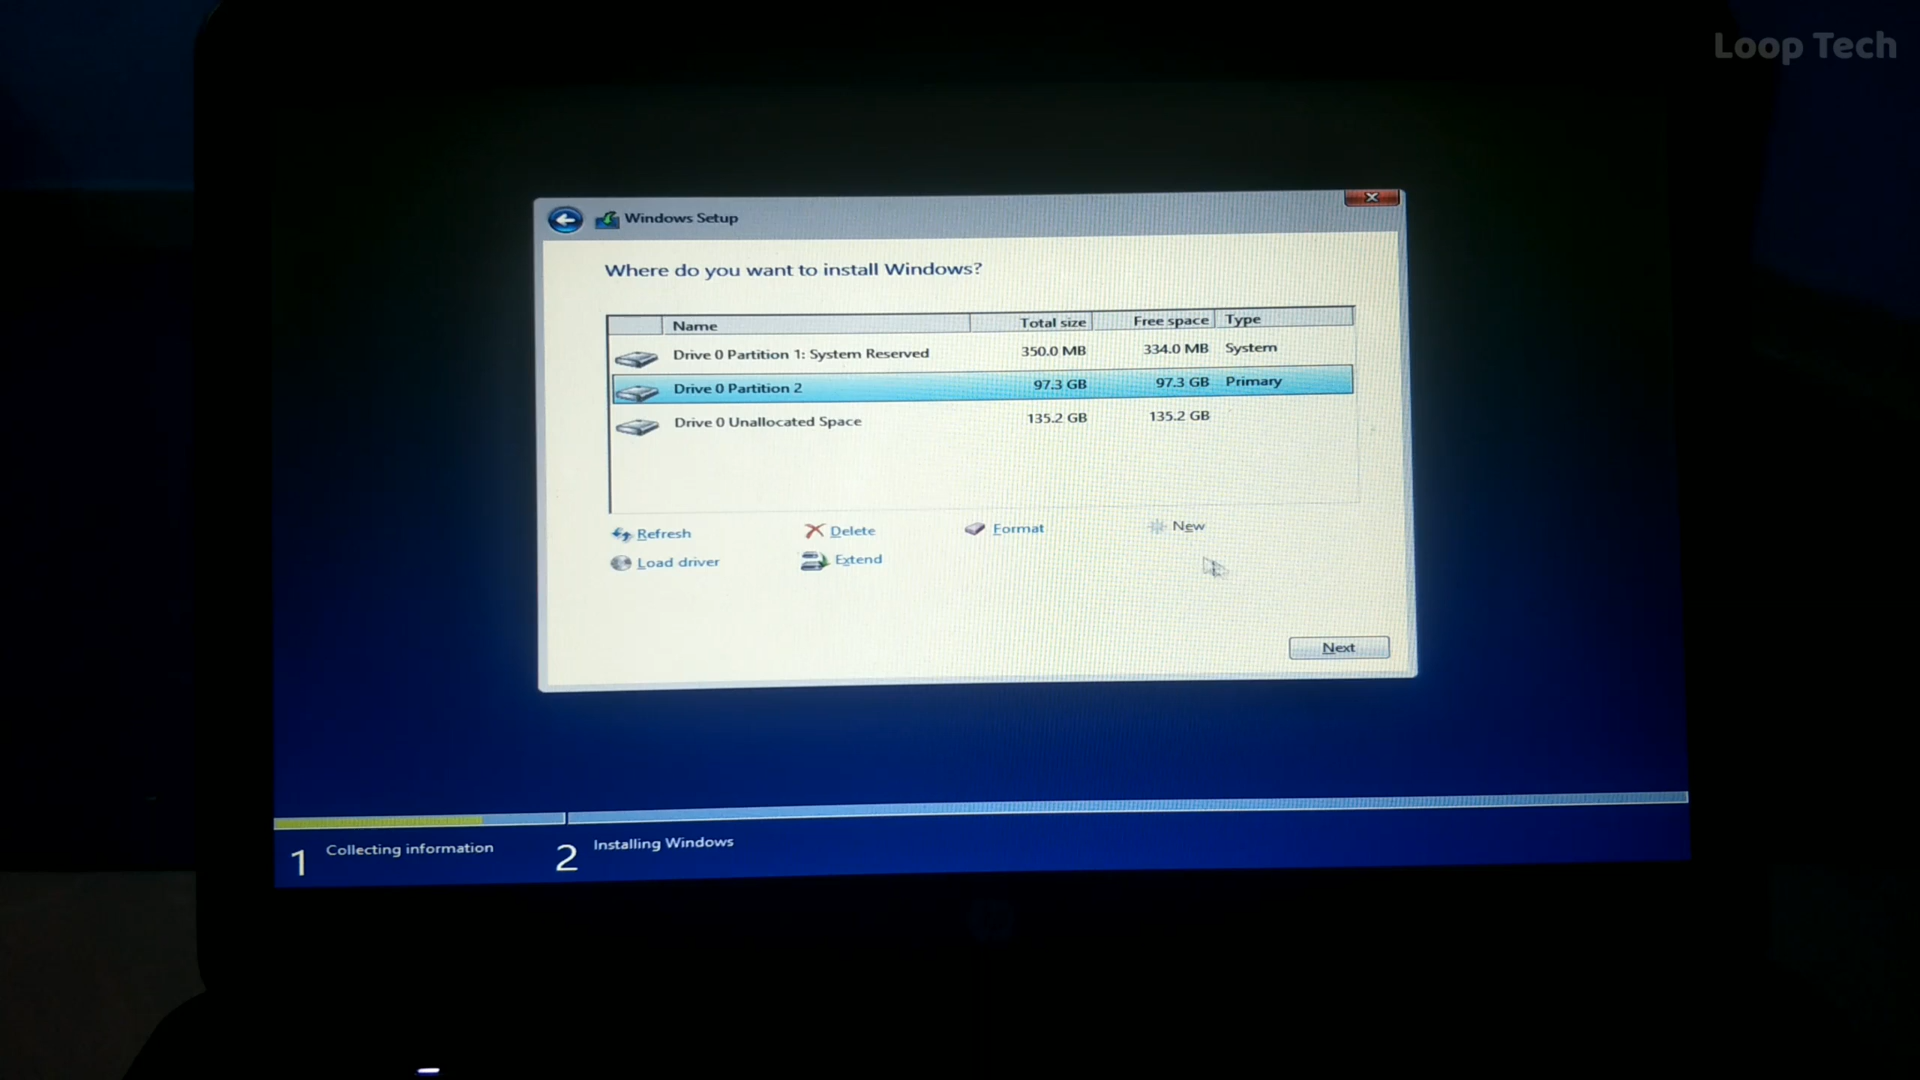 Loop Tech
Windows Setup
Where do you want to install Windows?
Name Total size Free space Type
Drive 0 Partition 1: System Reserved 350.0 MB 334.0 MB System
Drive 0 Partition 2 97.3 GB 97.3 GB Primary
Drive 0 Unallocated Space 135.2 GB 135.2 GB
Refresh Delete Format New
Load driver Extend
Next
1 Collecting information 2 Installing Windows